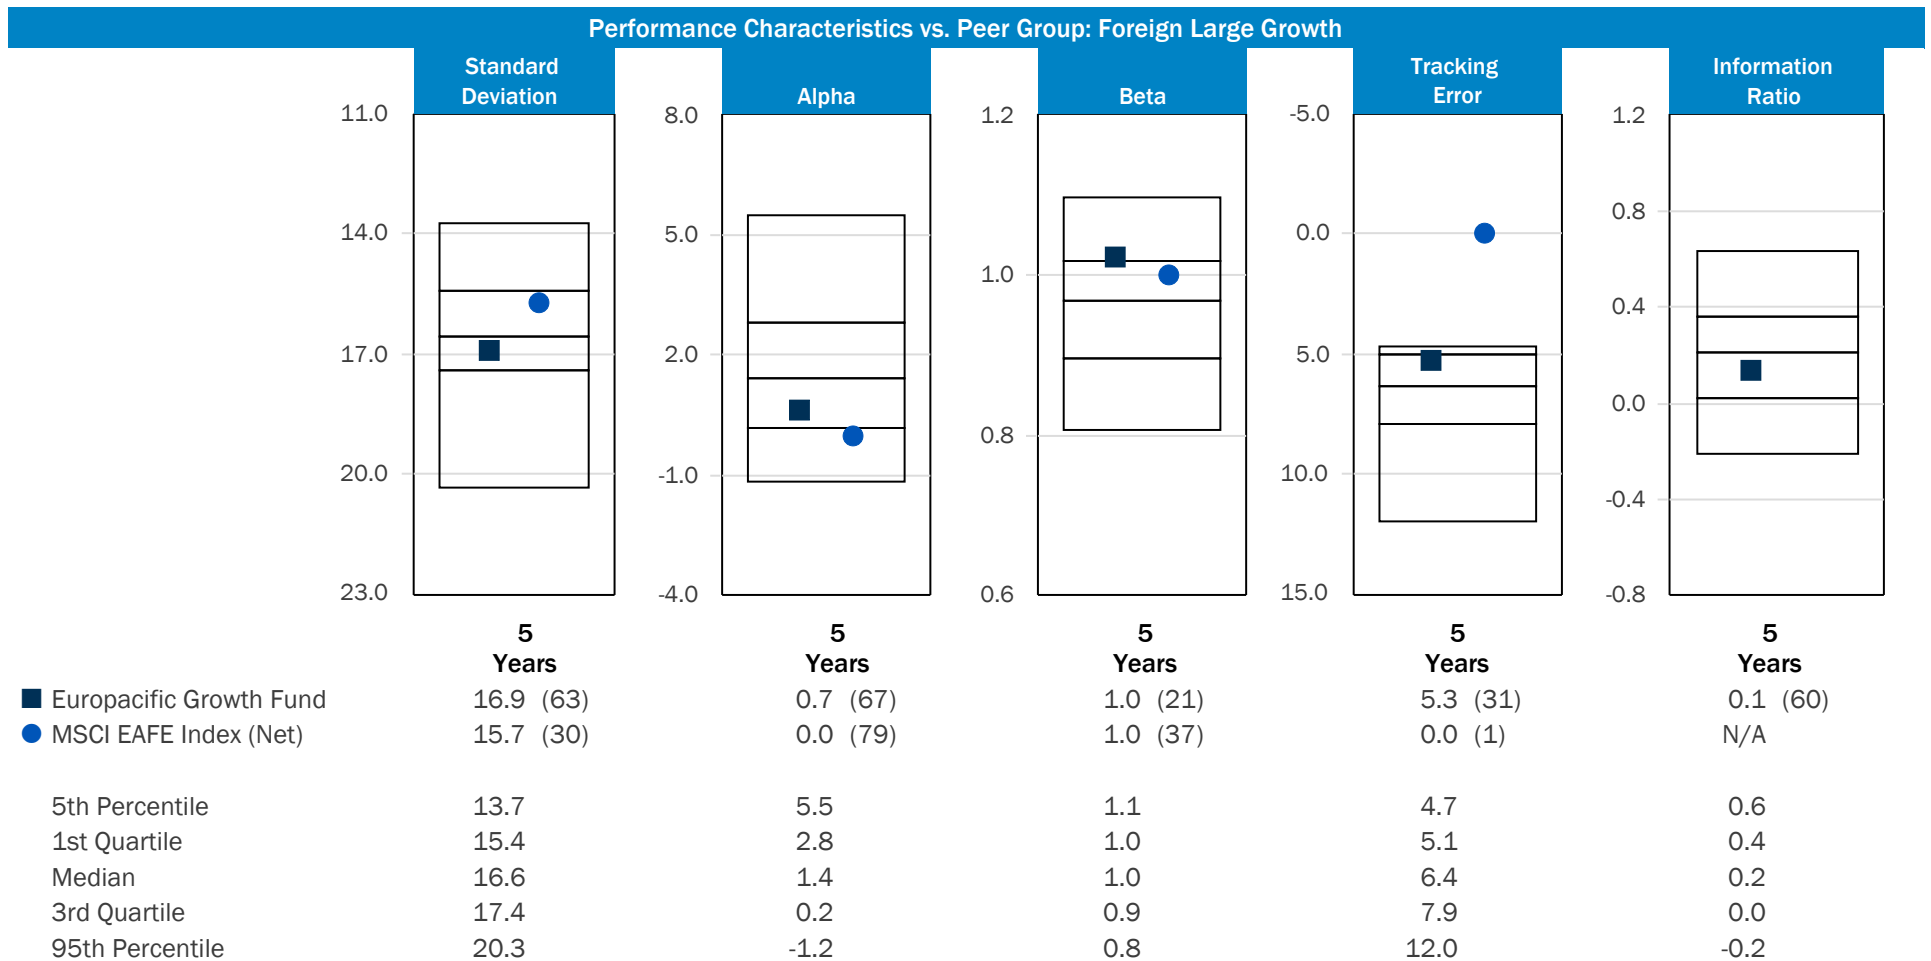 Performance Characteristics vs. Peer Group: Foreign Large Growth
Standard Deviation
Alpha
Beta
Tracking Error
Information Ratio
11.0
14.0
17.0
20.0
23.0
8.0
5.0
2.0
-1.0
-4.0
1.2
1.0
0.8
0.6
-5.0
0.0
5.0
10.0
15.0
1.2
0.8
0.4
0.0
-0.4
-0.8
5 Years 5 Years 5 Years 5 Years 5 Years
Europacific Growth Fund 16.9 (63) 0.7 (67) 1.0 (21) 5.3 (31) 0.1 (60)
MSCI EAFE Index (Net) 15.7 (30) 0.0 (79) 1.0 (37) 0.0 (1) N/A
5th Percentile 13.7 5.5 1.1 4.7 0.6
1st Quartile 15.4 2.8 1.0 5.1 0.4
Median 16.6 1.4 1.0 6.4 0.2
3rd Quartile 17.4 0.2 0.9 7.9 0.0
95th Percentile 20.3 -1.2 0.8 12.0 -0.2